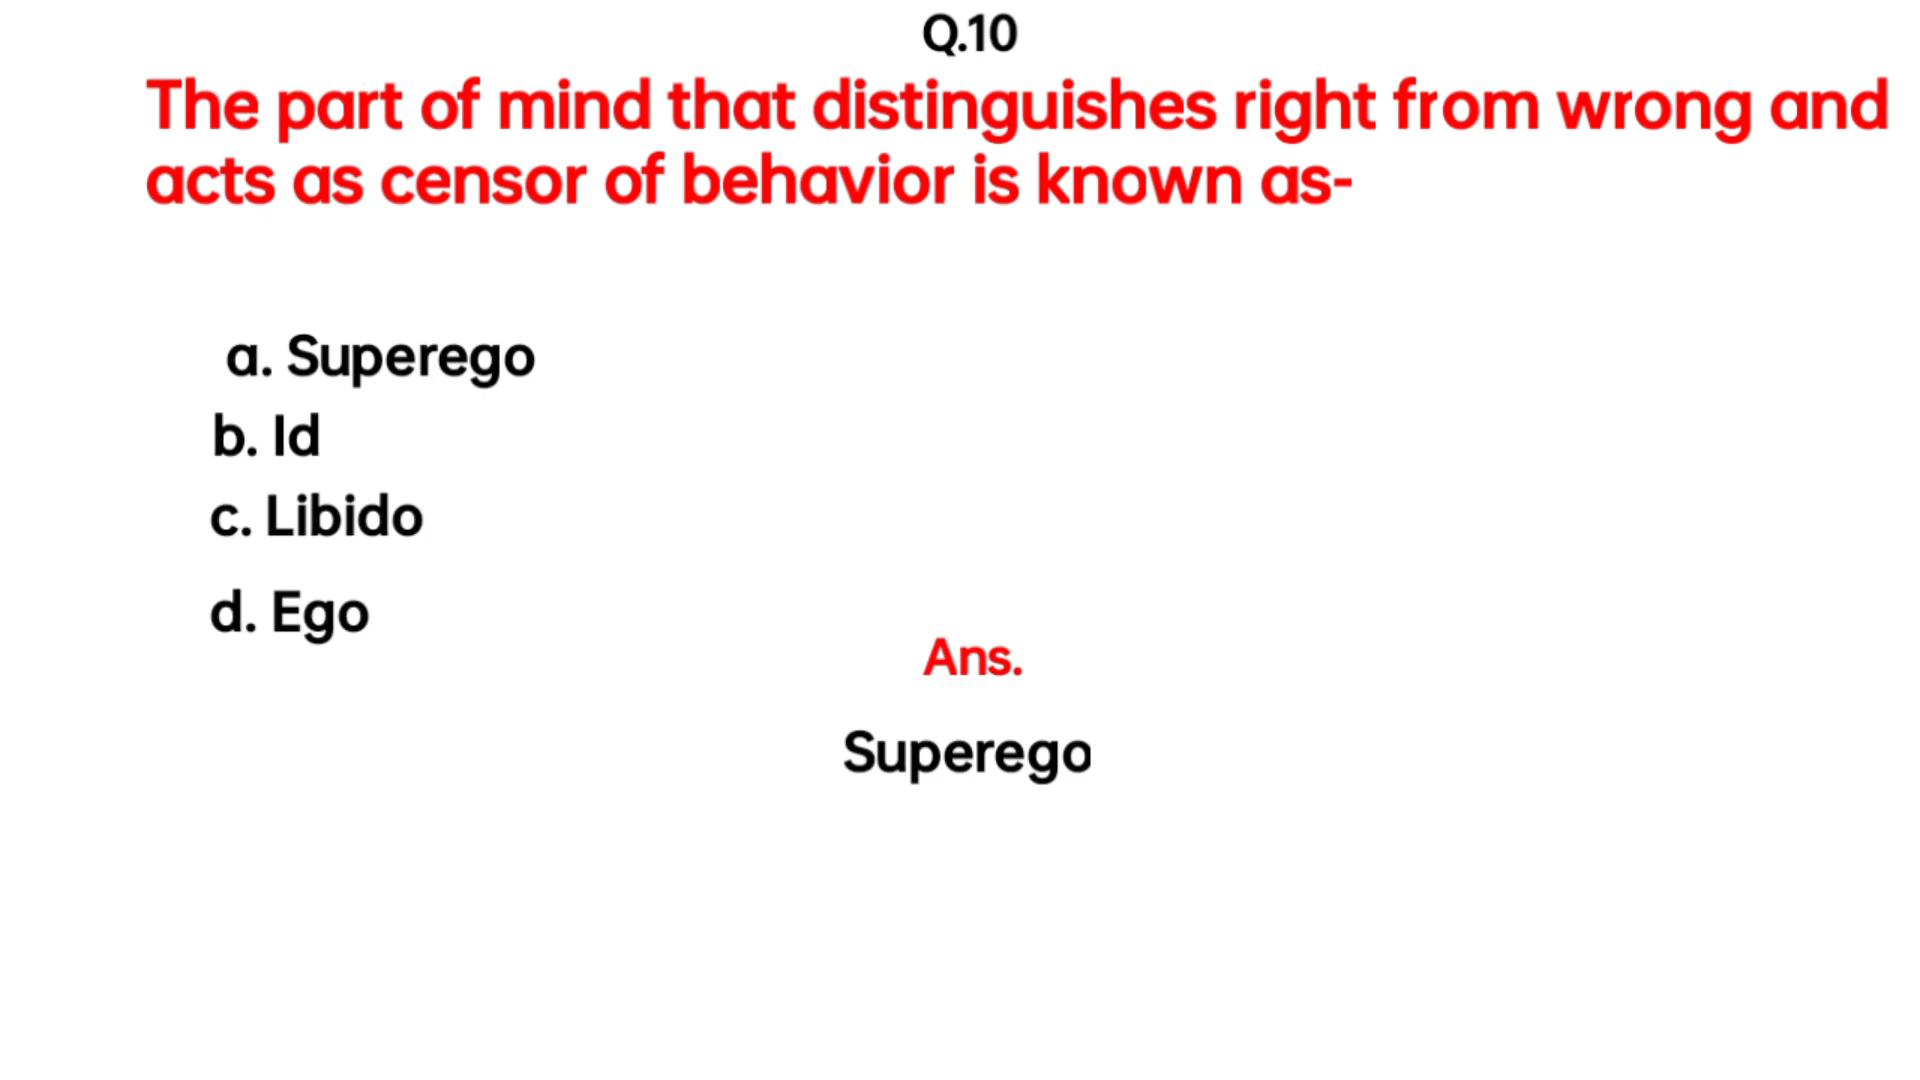 Q.10
The part of mind that distinguishes right from wrong and
acts as censor of behavior is known as-
a. Superego
b. Id
c. Libido
d. Ego
Ans.
Superego